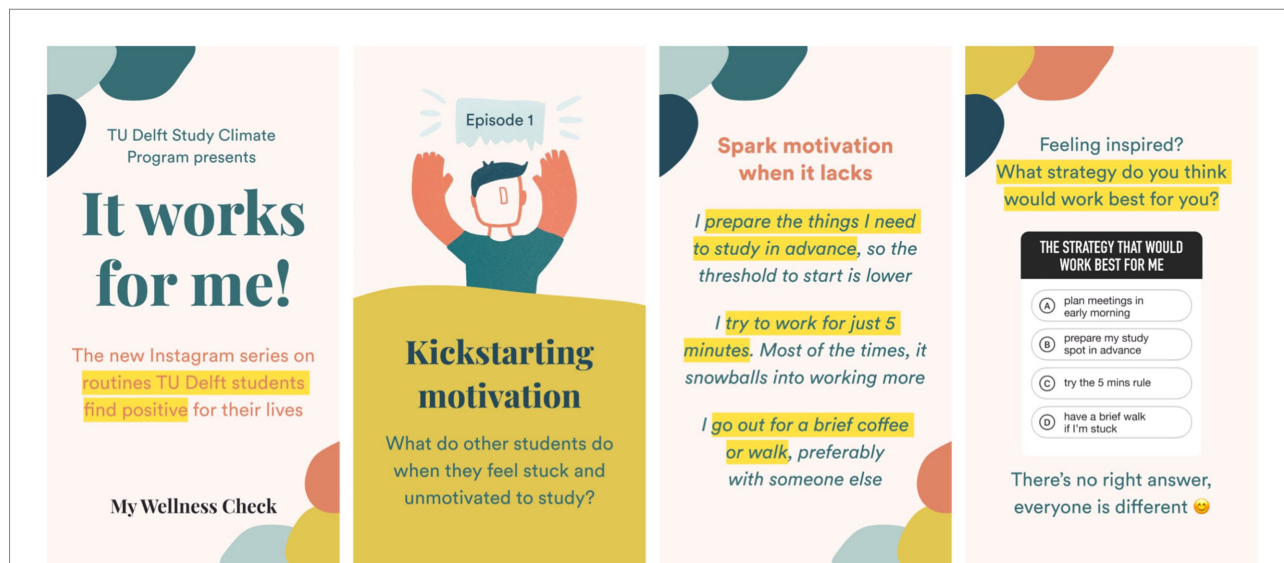 TU Delft Study Climate
Program presents
It works
for me!
The new Instagram series on
routines TU Delft students
find positive for their lives
My Wellness Check
Episode 1
Kickstarting
motivation
What do other students do
when they feel stuck and
unmotivated to study?
Spark motivation
when it lacks
I prepare the things I need
to study in advance, so the
threshold to start is lower
I try to work for just 5
minutes. Most of the times, it
snowballs into working more
I go out for a brief coffee
or walk, preferably
with someone else
Feeling inspired?
What strategy do you think
would work best for you?
THE STRATEGY THAT WOULD
WORK BEST FOR ME
A plan meetings in
early morning
B prepare my study
spot in advance
C try the 5 mins rule
D have a brief walk
if I'm stuck
There's no right answer,
everyone is different 😊